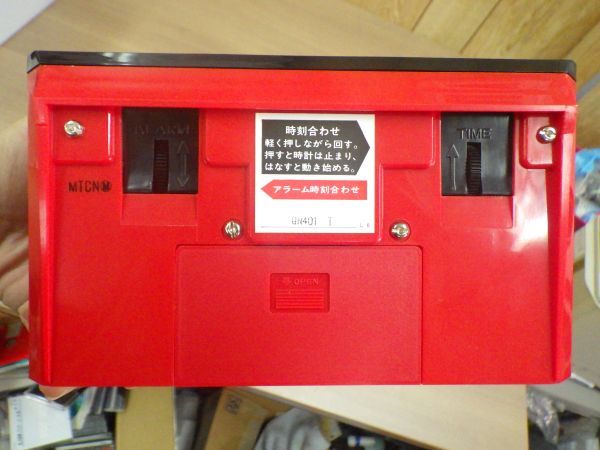 ALARM
TIME
時刻合わせ
軽く押しながら回す。
押すと時計は止まり、
はなすと動き始める。
アラーム時刻合わせ
MTCN
QN401 T
OPEN